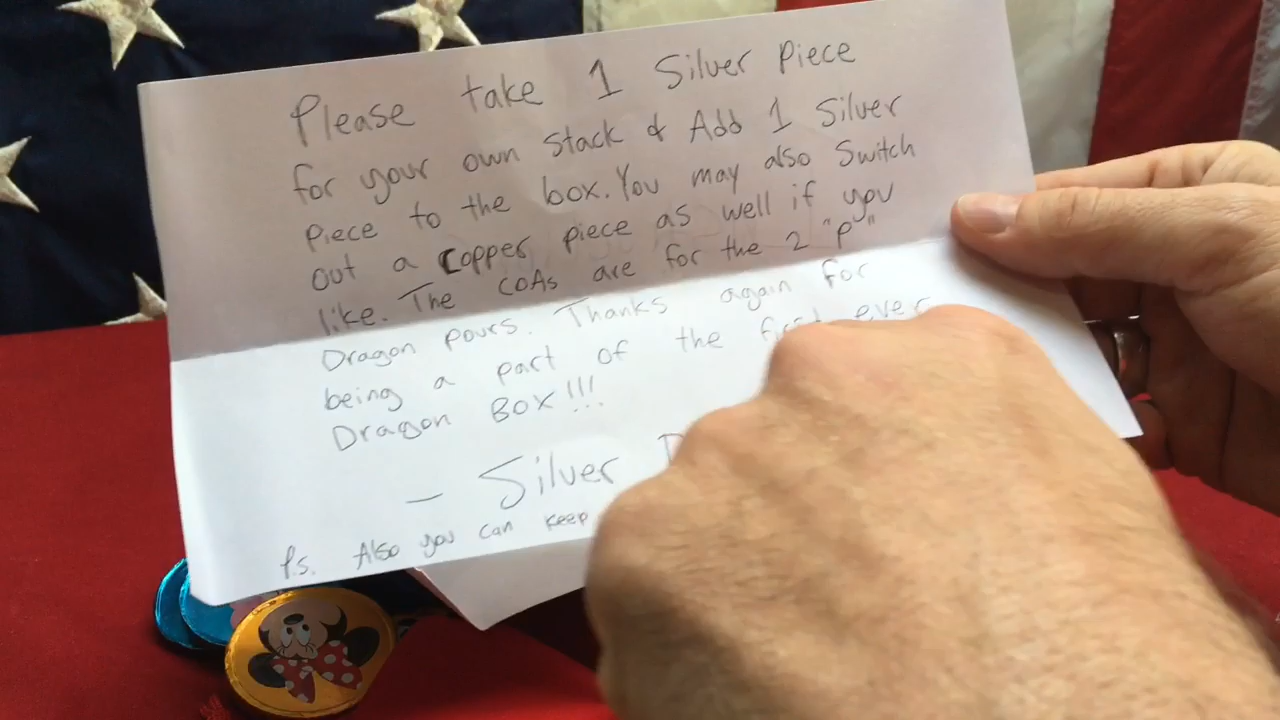 Please take 1 Silver Piece
for your own stack & Add 1 Silver
Piece to the box. You may also Switch
out a Copper piece as well if you
like. The COAs are for the 2 "P"
Dragon pours. Thanks again for
being a part of the first ever
Dragon BOX!!!
— Silver
P.s. Also you can keep